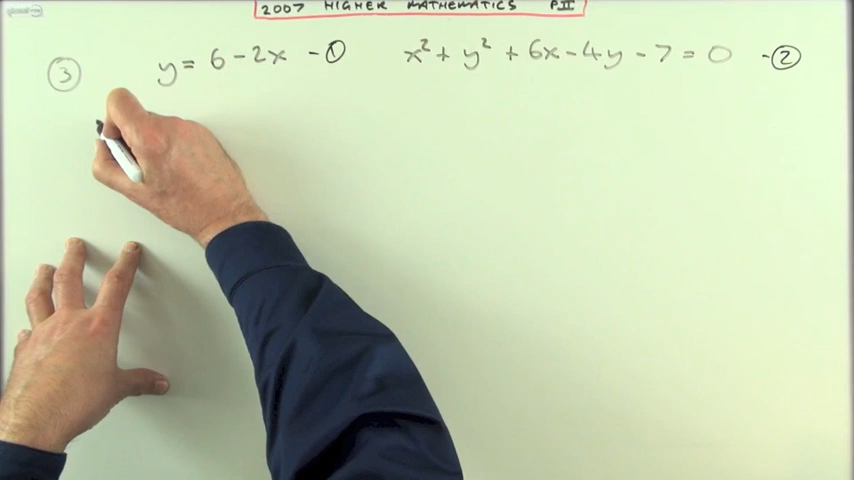 2007 HIGHER MATHEMATICS PII
③ y = 6 - 2x - ① x² + y² + 6x - 4y - 7 = 0 - ②